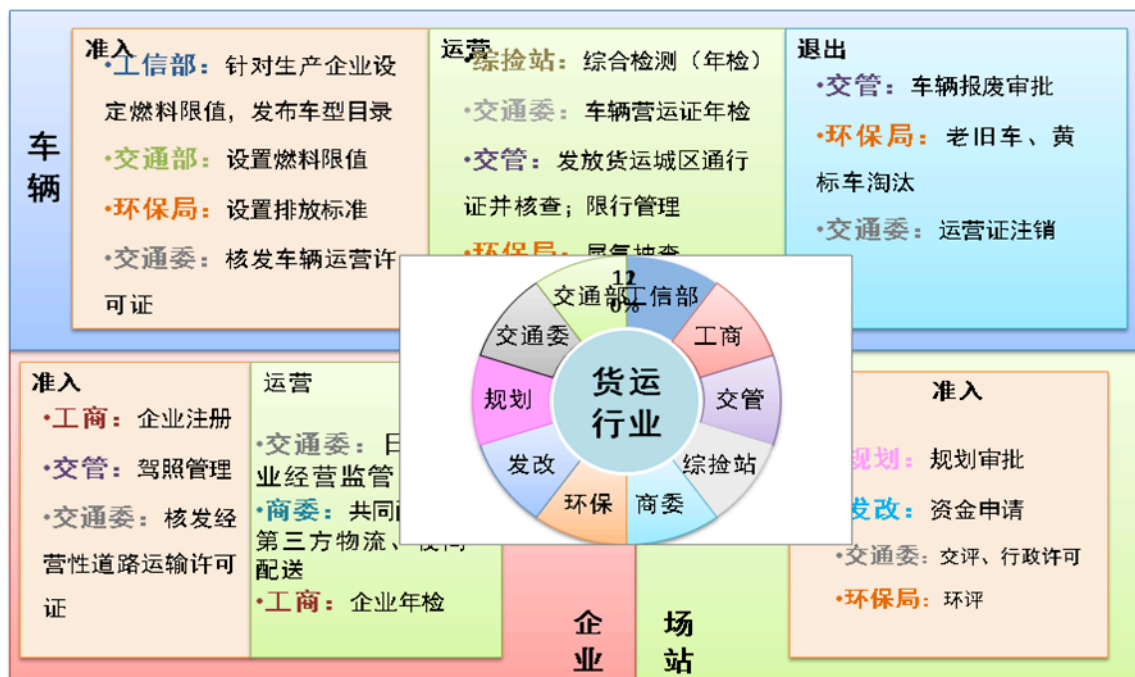 车辆
准入
•工信部：针对生产企业设
定燃料限值，发布车型目录
•交通部：设置燃料限值
•环保局：设置排放标准
•交通委：核发车辆运营许
可证
运营
•综捡站：综合检测（年检）
•交通委：车辆营运证年检
•交管：发放货运城区通行
证并核查；限行管理
•环保局：
退出
•交管：车辆报废审批
•环保局：老旧车、黄
标车淘汰
•交通委：运营证注销
交通部
工信部
工商
交管
综捡站
商委
环保
发改
规划
交通委
货运
行业
准入
•工商：企业注册
•交管：驾照管理
•交通委：核发经
营性道路运输许可
证
运营
•交通委：
业经营监管
•商委：共同
第三方物流、
配送
•工商：企业年检
企业
场站
准入
规划：规划审批
发改：资金申请
•交通委：交评、行政许可
•环保局：环评